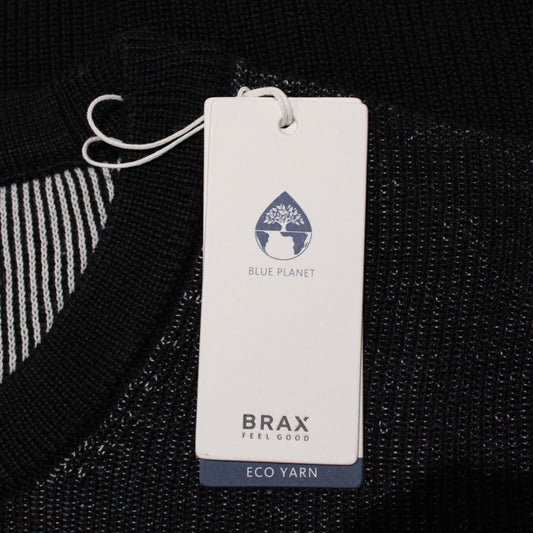 BLUE PLANET
BRAX
FEEL GOOD
ECO YARN